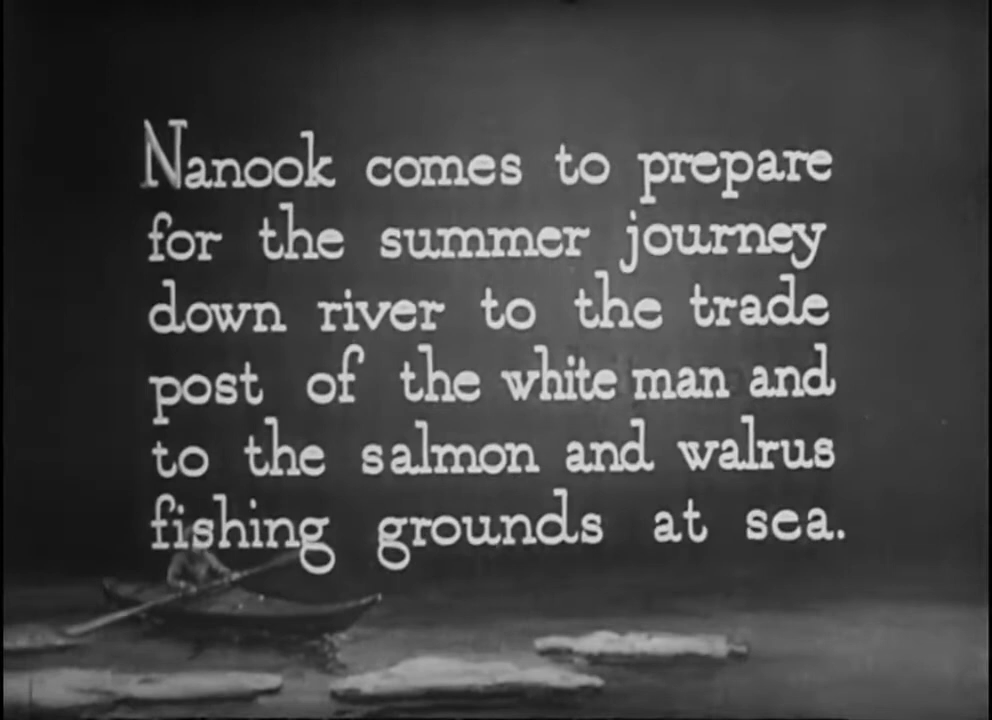 Nanook comes to prepare
for the summer journey
down river to the trade
post of the white man and
to the salmon and walrus
fishing grounds at sea.